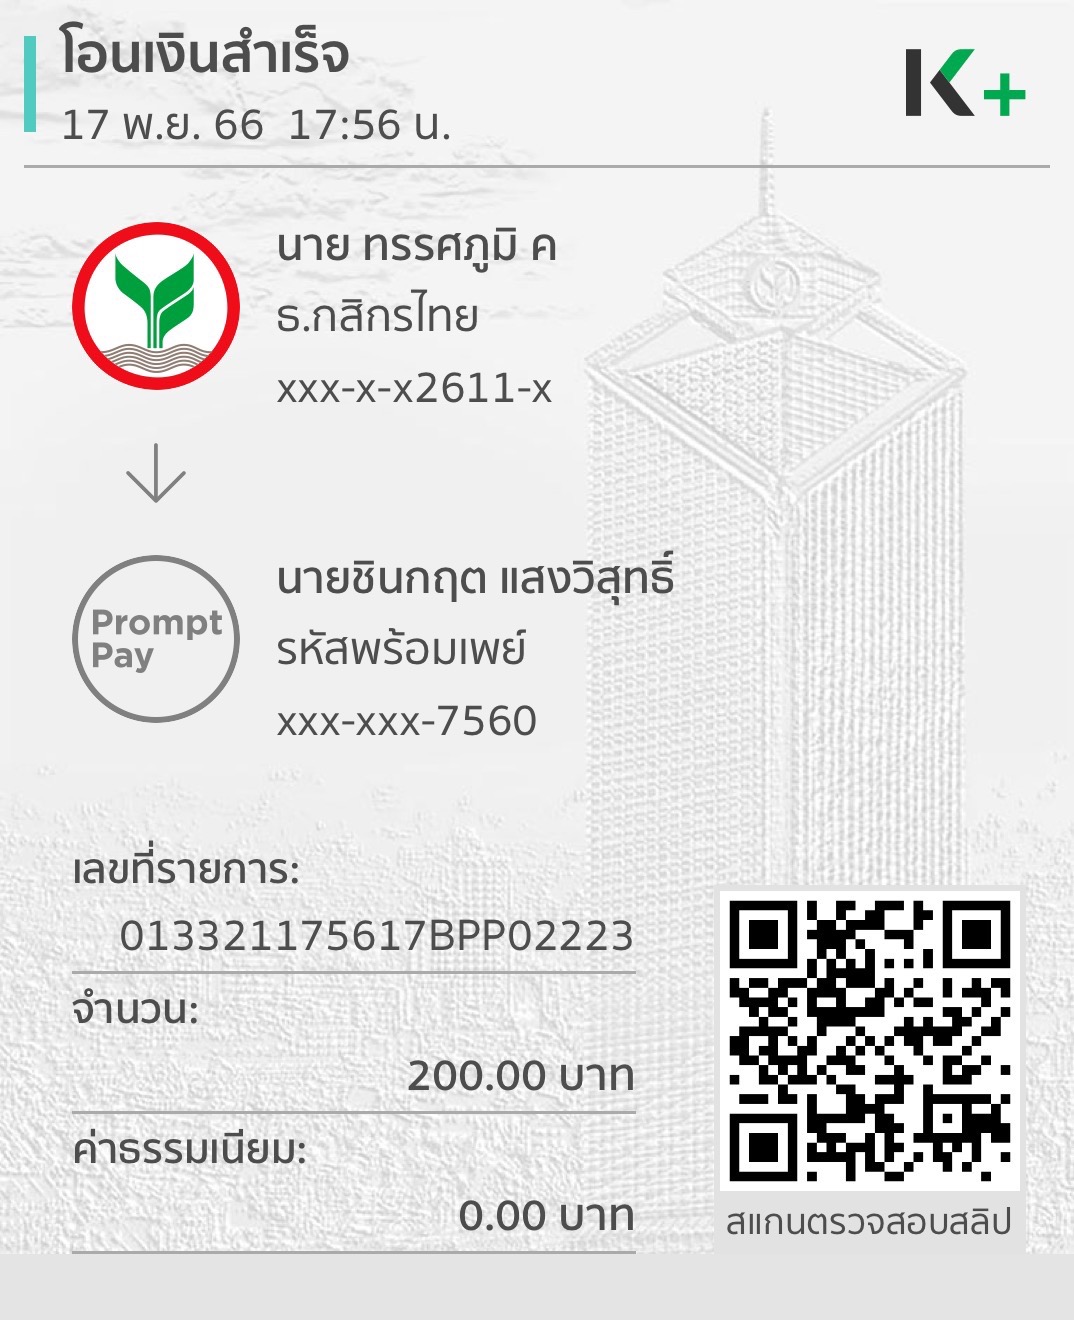 โอนเงินสำเร็จ
17 พ.ย. 66 17:56 น.
K+
นาย ทรรศภูมิ ค
ธ.กสิกรไทย
xxx-x-x2611-x
นายชินกฤต แสงวิสุทธิ์
Prompt
Pay
รหัสพร้อมเพย์
xxx-xxx-7560
เลขที่รายการ:
013321175617BPP02223
จำนวน:
200.00 บาท
ค่าธรรมเนียม:
0.00 บาท
สแกนตรวจสอบสลิป